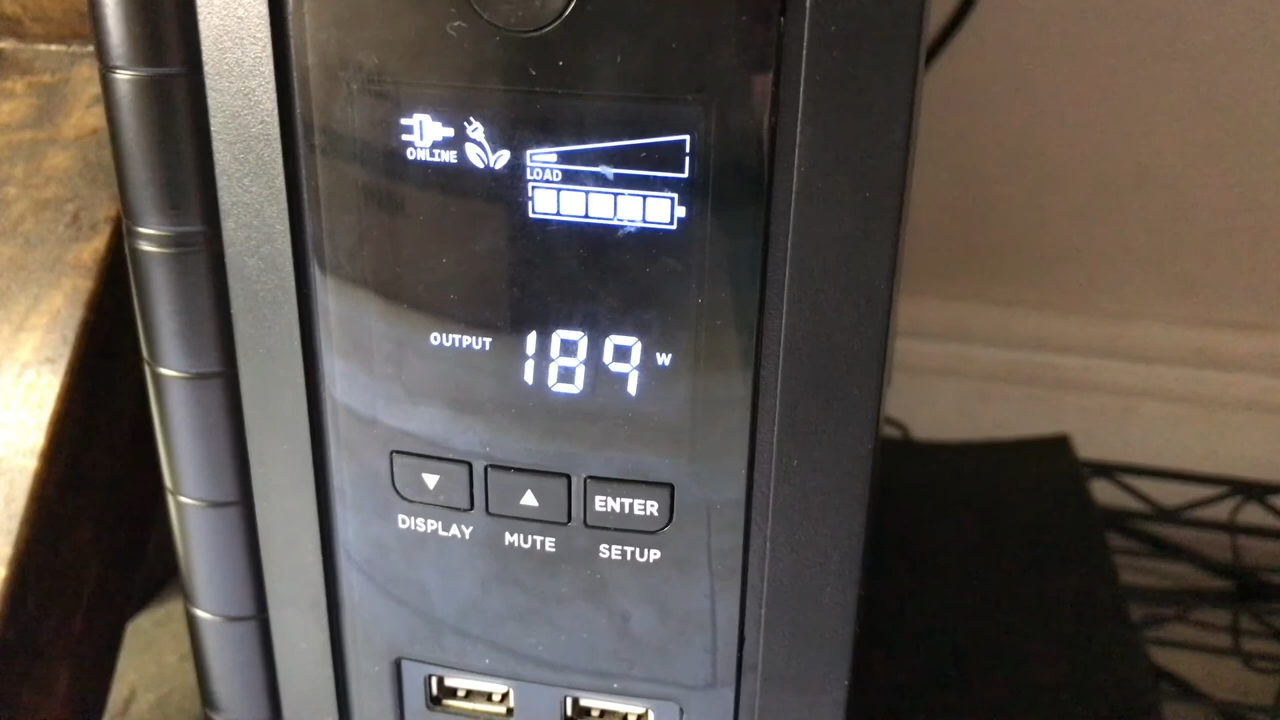 ONLINE
LOAD
OUTPUT 189 W
ENTER
DISPLAY MUTE SETUP